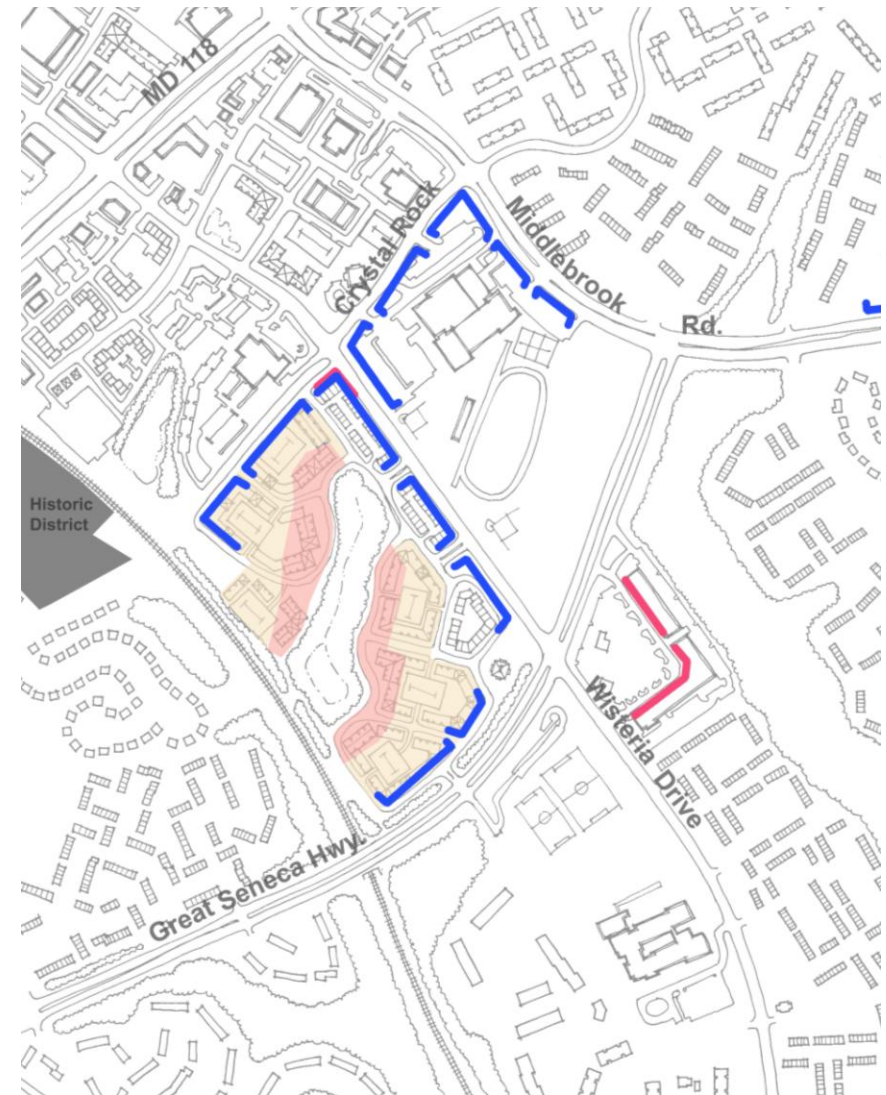 MD 118
Crystal Rock
Middlebrook
Rd.
Historic
District
Wisteria Drive
Great Seneca Hwy.